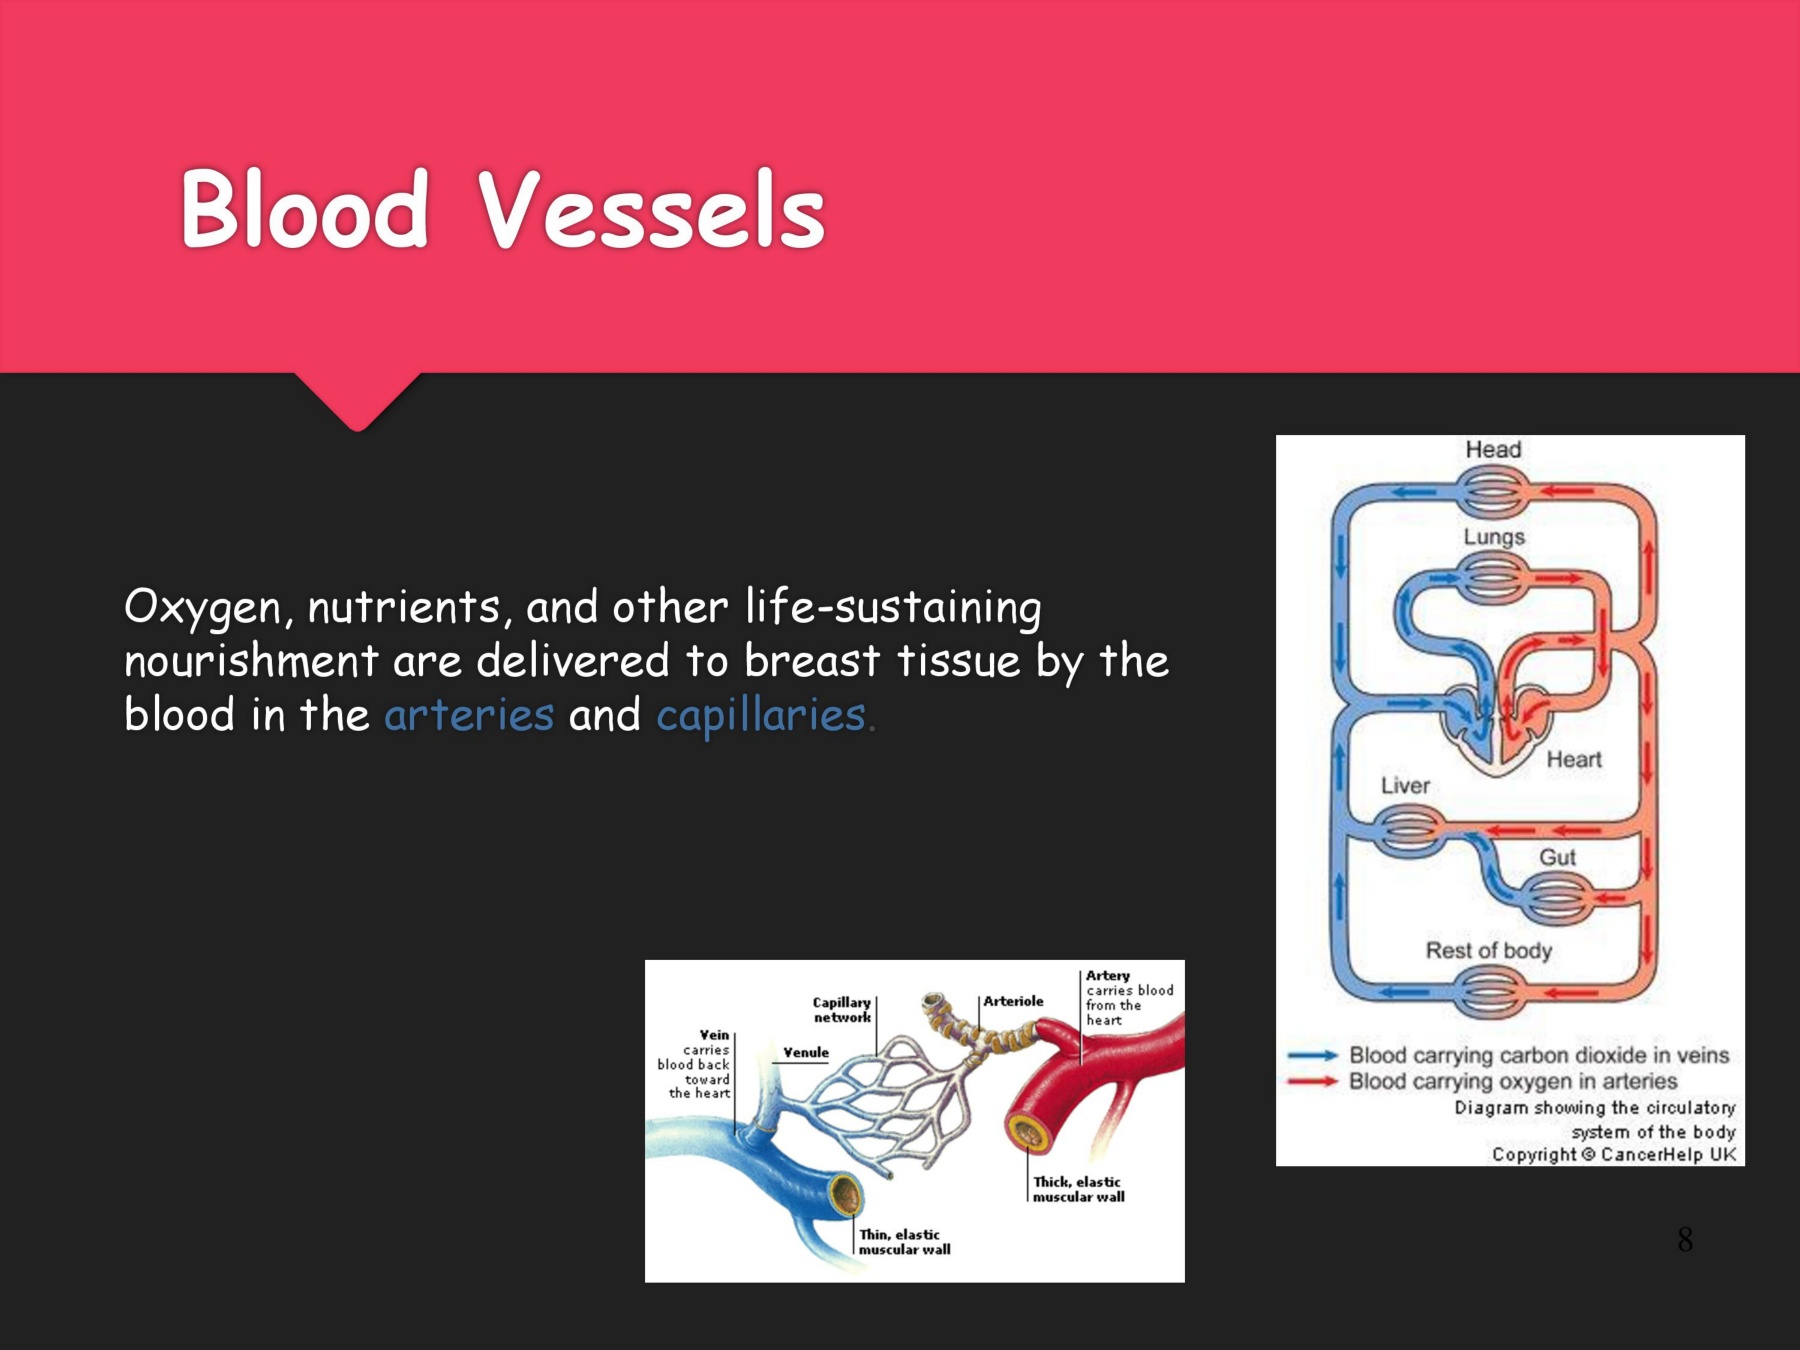 Blood Vessels
Oxygen, nutrients, and other life-sustaining
nourishment are delivered to breast tissue by the
blood in the arteries and capillaries.
Capillary
network
Arteriole
Artery
carries blood
from the
heart
Vein
carries
blood back
toward
the heart
Venule
Thick, elastic
muscular wall
Thin, elastic
muscular wall
Head
Lungs
Heart
Liver
Gut
Rest of body
Blood carrying carbon dioxide in veins
Blood carrying oxygen in arteries
Diagram showing the circulatory
system of the body
Copyright © CancerHelp UK
8